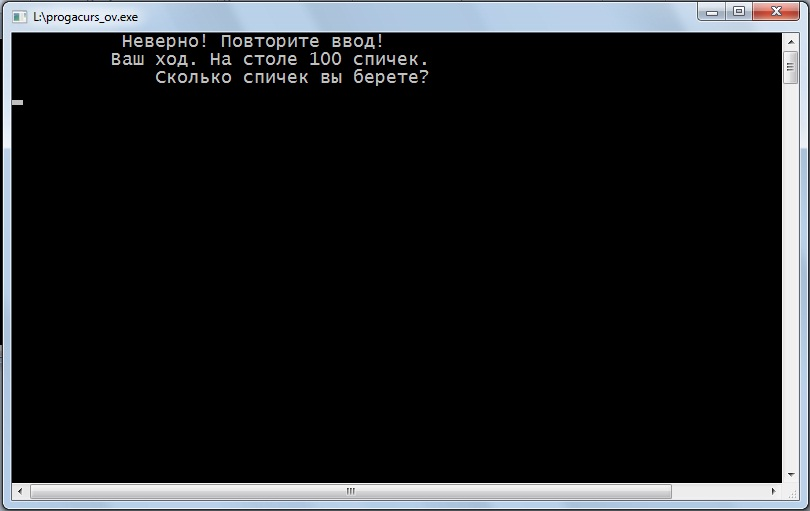 L:\progacurs_ov.exe
Неверно! Повторите ввод!
Ваш ход. На столе 100 спичек.
Сколько спичек вы берете?